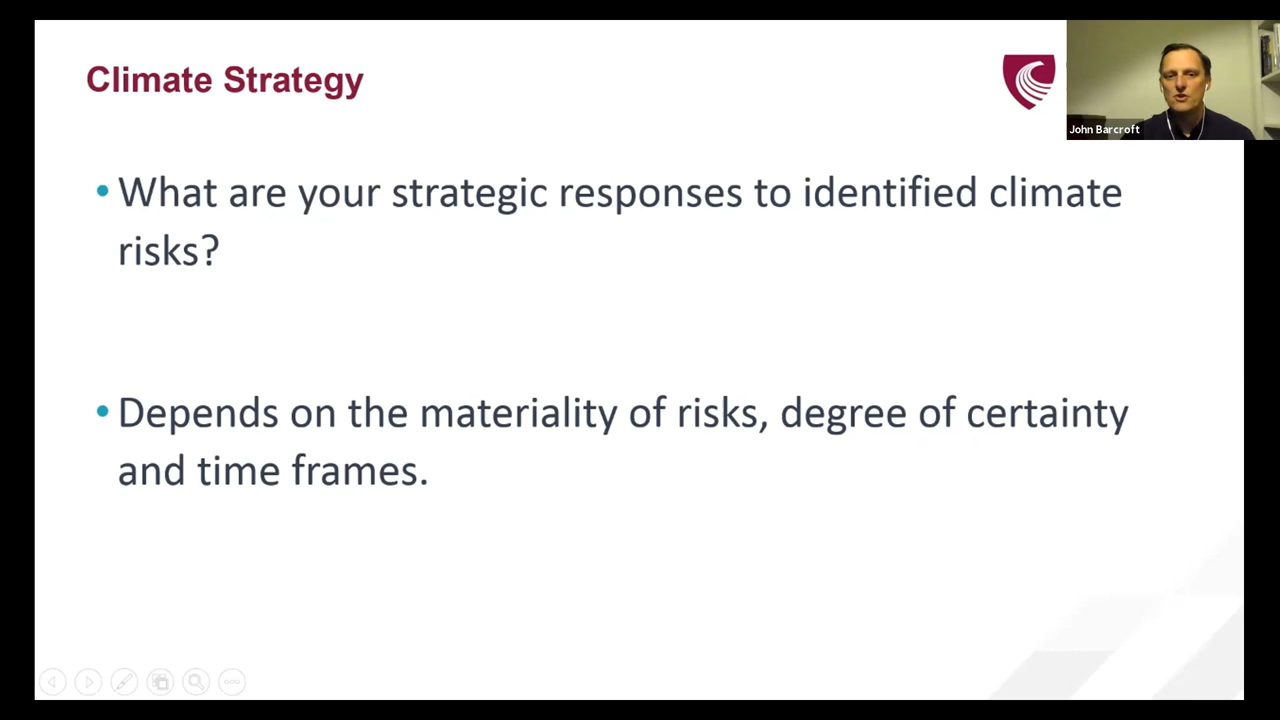 Climate Strategy
John Barcroft
• What are your strategic responses to identified climate
risks?
• Depends on the materiality of risks, degree of certainty
and time frames.